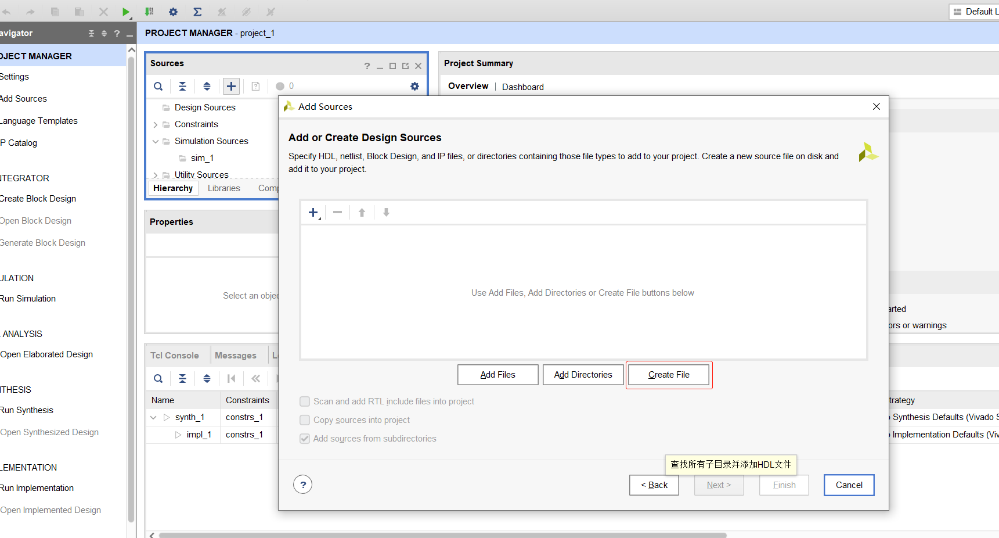 Default L
avigator
PROJECT MANAGER - project_1
OJECT MANAGER
Settings
Add Sources
Language Templates
P Catalog
NTEGRATOR
Create Block Design
Open Block Design
Generate Block Design
ULATION
Run Simulation
ANALYSIS
Open Elaborated Design
THESIS
Run Synthesis
Open Synthesized Design
LEMENTATION
Run Implementation
Open Implemented Design
Sources
0
Design Sources
Constraints
Simulation Sources
sim_1
Utility Sources
Hierarchy Libraries Comp
Properties
Select an objec
Tcl Console Messages L
Name Constraints
synth_1 constrs_1
impl_1 constrs_1
Project Summary
Overview | Dashboard
arted
ors or warnings
trategy
Synthesis Defaults (Vivado S
Implementation Defaults (Viv
Add Sources
Add or Create Design Sources
Specify HDL, netlist, Block Design, and IP files, or directories containing those file types to add to your project. Create a new source file on disk and
add it to your project.
Use Add Files, Add Directories or Create File buttons below
Add Files Add Directories Create File
Scan and add RTL include files into project
Copy sources into project
Add sources from subdirectories
查找所有子目录并添加HDL文件
? < Back Next > Finish Cancel